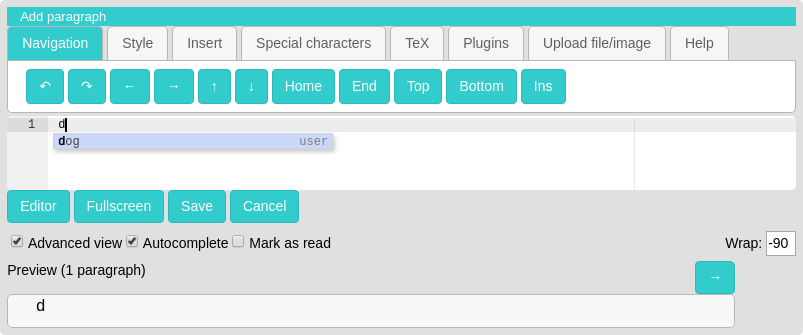 Add paragraph
Navigation Style Insert Special characters TeX Plugins Upload file/image Help
↶ ↷ ← → ↑ ↓ Home End Top Bottom Ins
1 d
dog user
Editor Fullscreen Save Cancel
Advanced view Autocomplete Mark as read Wrap: -90
Preview (1 paragraph) →
d